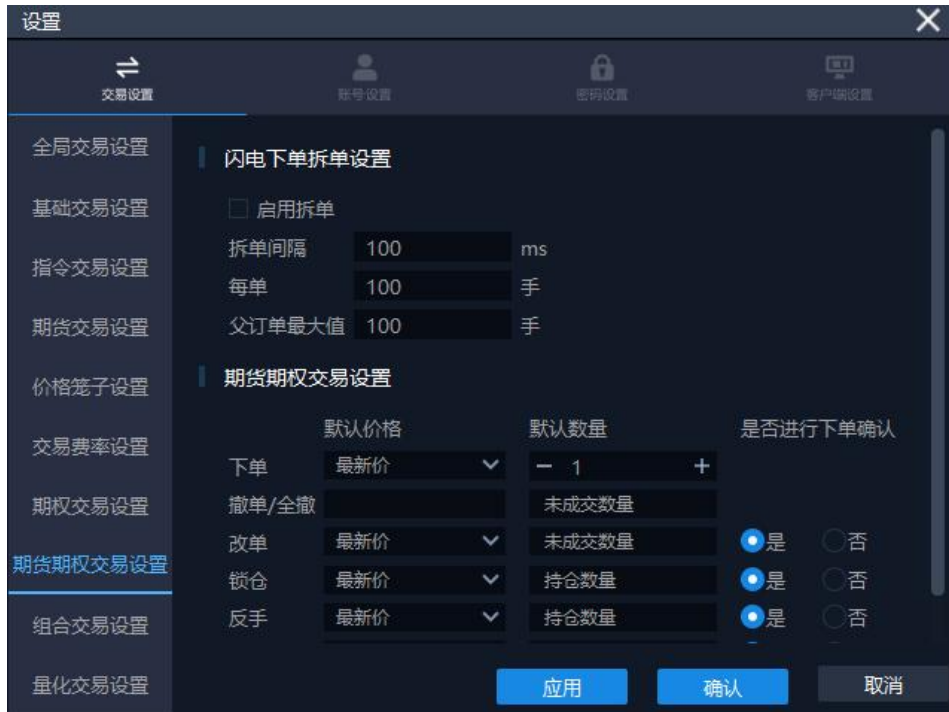 设置
交易设置
账号设置
密码设置
客户端设置
全局交易设置
基础交易设置
指令交易设置
期货交易设置
价格笼子设置
交易费率设置
期权交易设置
期货期权交易设置
组合交易设置
量化交易设置
闪电下单拆单设置
启用拆单
拆单间隔 100 ms
每单 100 手
父订单最大值 100 手
期货期权交易设置
默认价格 默认数量 是否进行下单确认
下单 最新价 1
撤单/全撤 未成交数量
改单 最新价 未成交数量 是 否
锁仓 最新价 持仓数量 是 否
反手 最新价 持仓数量 是 否
应用 确认 取消